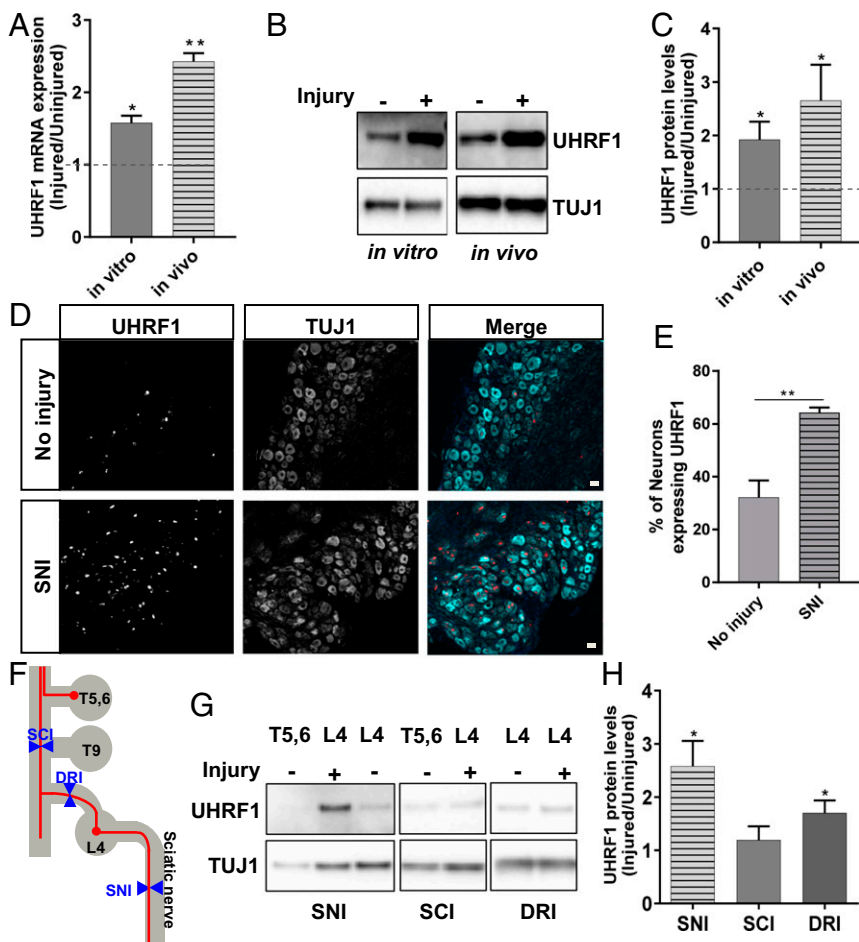 A
UHRF1 mRNA expression
(Injured/Uninjured)
3
2
1
0
*
**
in vitro
in vivo
B
Injury - + - +
UHRF1
TUJ1
in vitro in vivo
C
UHRF1 protein levels
(Injured/Uninjured)
4
3
2
1
0
*
*
in vitro
in vivo
D
UHRF1 TUJ1 Merge
No injury
SNI
E
% of Neurons
expressing UHRF1
80
60
40
20
0
**
No injury
SNI
F
T5,6
SCI
T9
DRI
L4
SNI
Sciatic nerve
G
T5,6 L4 L4 T5,6 L4 L4 L4
Injury - + - - + - +
UHRF1
TUJ1
SNI SCI DRI
H
UHRF1 protein levels
(Injured/Uninjured)
4
3
2
1
0
*
*
SNI SCI DRI